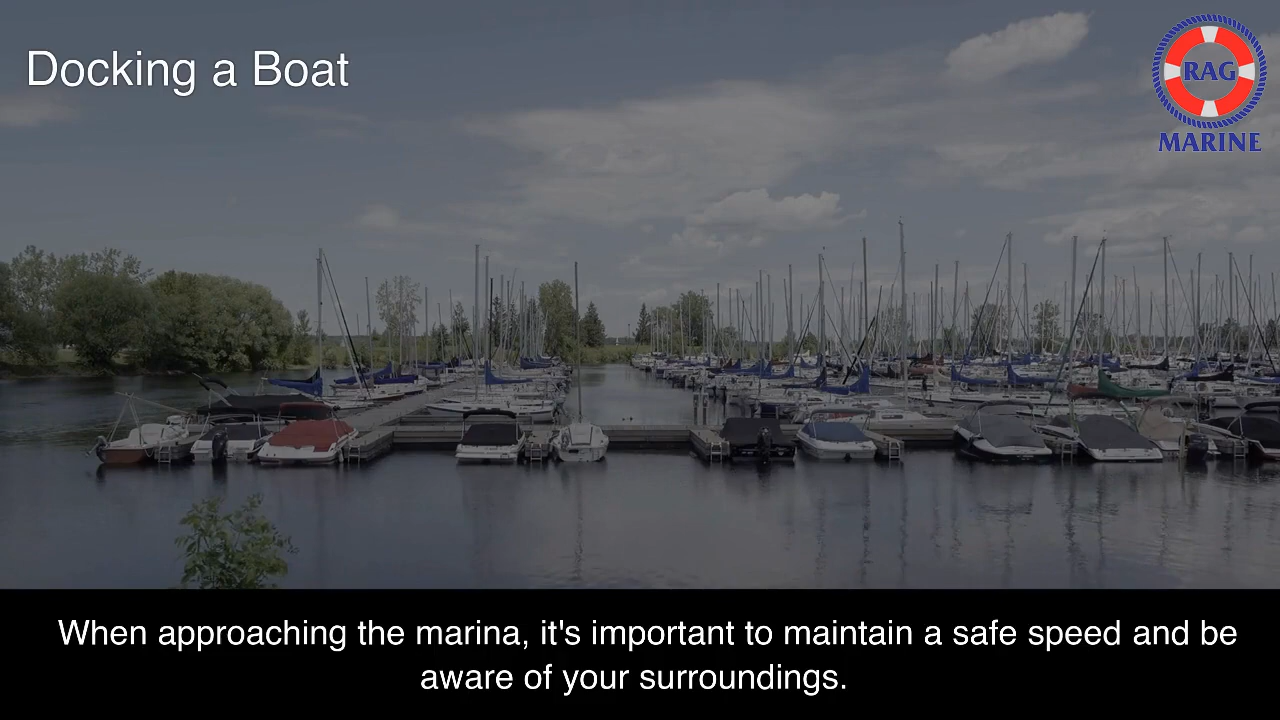 Docking a Boat
RAG
MARINE
When approaching the marina, it's important to maintain a safe speed and be
aware of your surroundings.